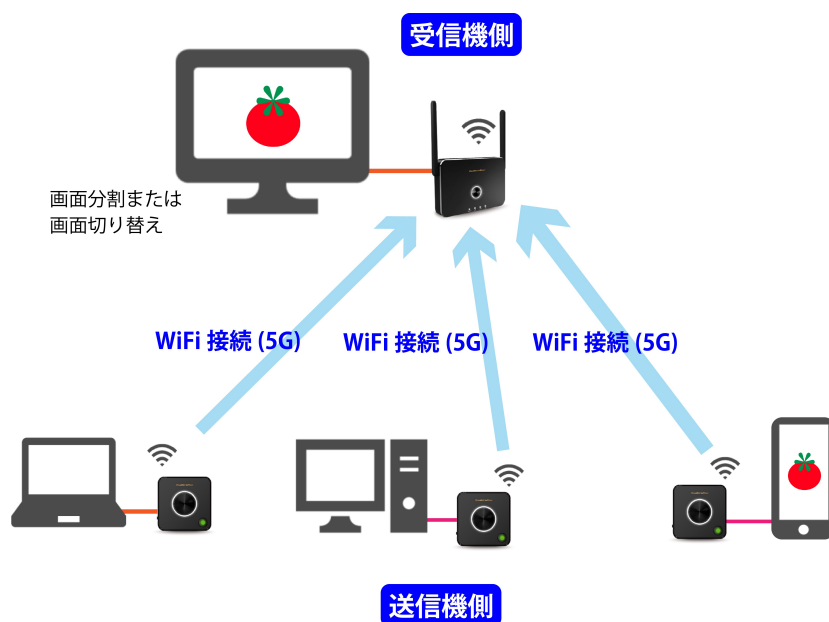 受信機側
画面分割または
画面切り替え
WiFi 接続 (5G)
WiFi 接続 (5G)
WiFi 接続 (5G)
送信機側